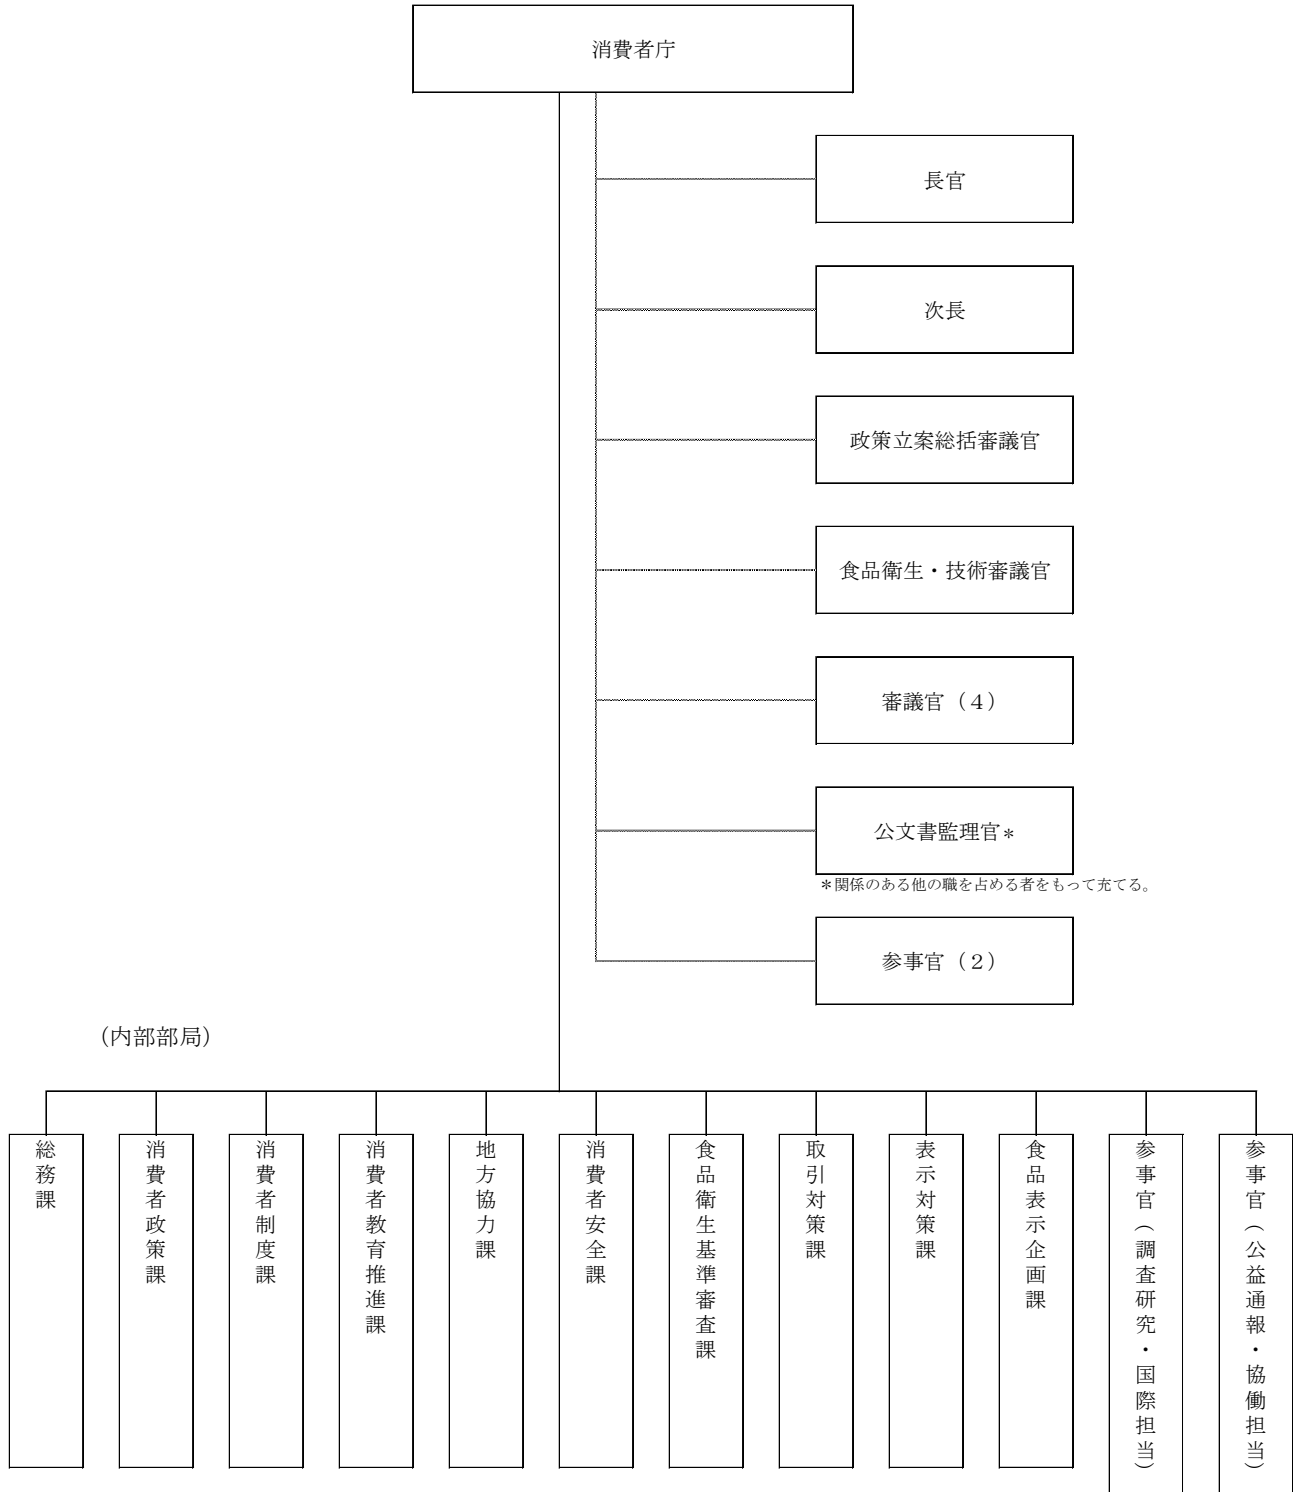 消費者庁
長官
次長
政策立案総括審議官
食品衛生・技術審議官
審議官（４）
公文書監理官＊
＊関係のある他の職を占める者をもって充てる。
参事官（２）
（内部部局）
総務課
消費者政策課
消費者制度課
消費者教育推進課
地方協力課
消費者安全課
食品衛生基準審査課
取引対策課
表示対策課
食品表示企画課
参事官（調査研究・国際担当）
参事官（公益通報・協働担当）